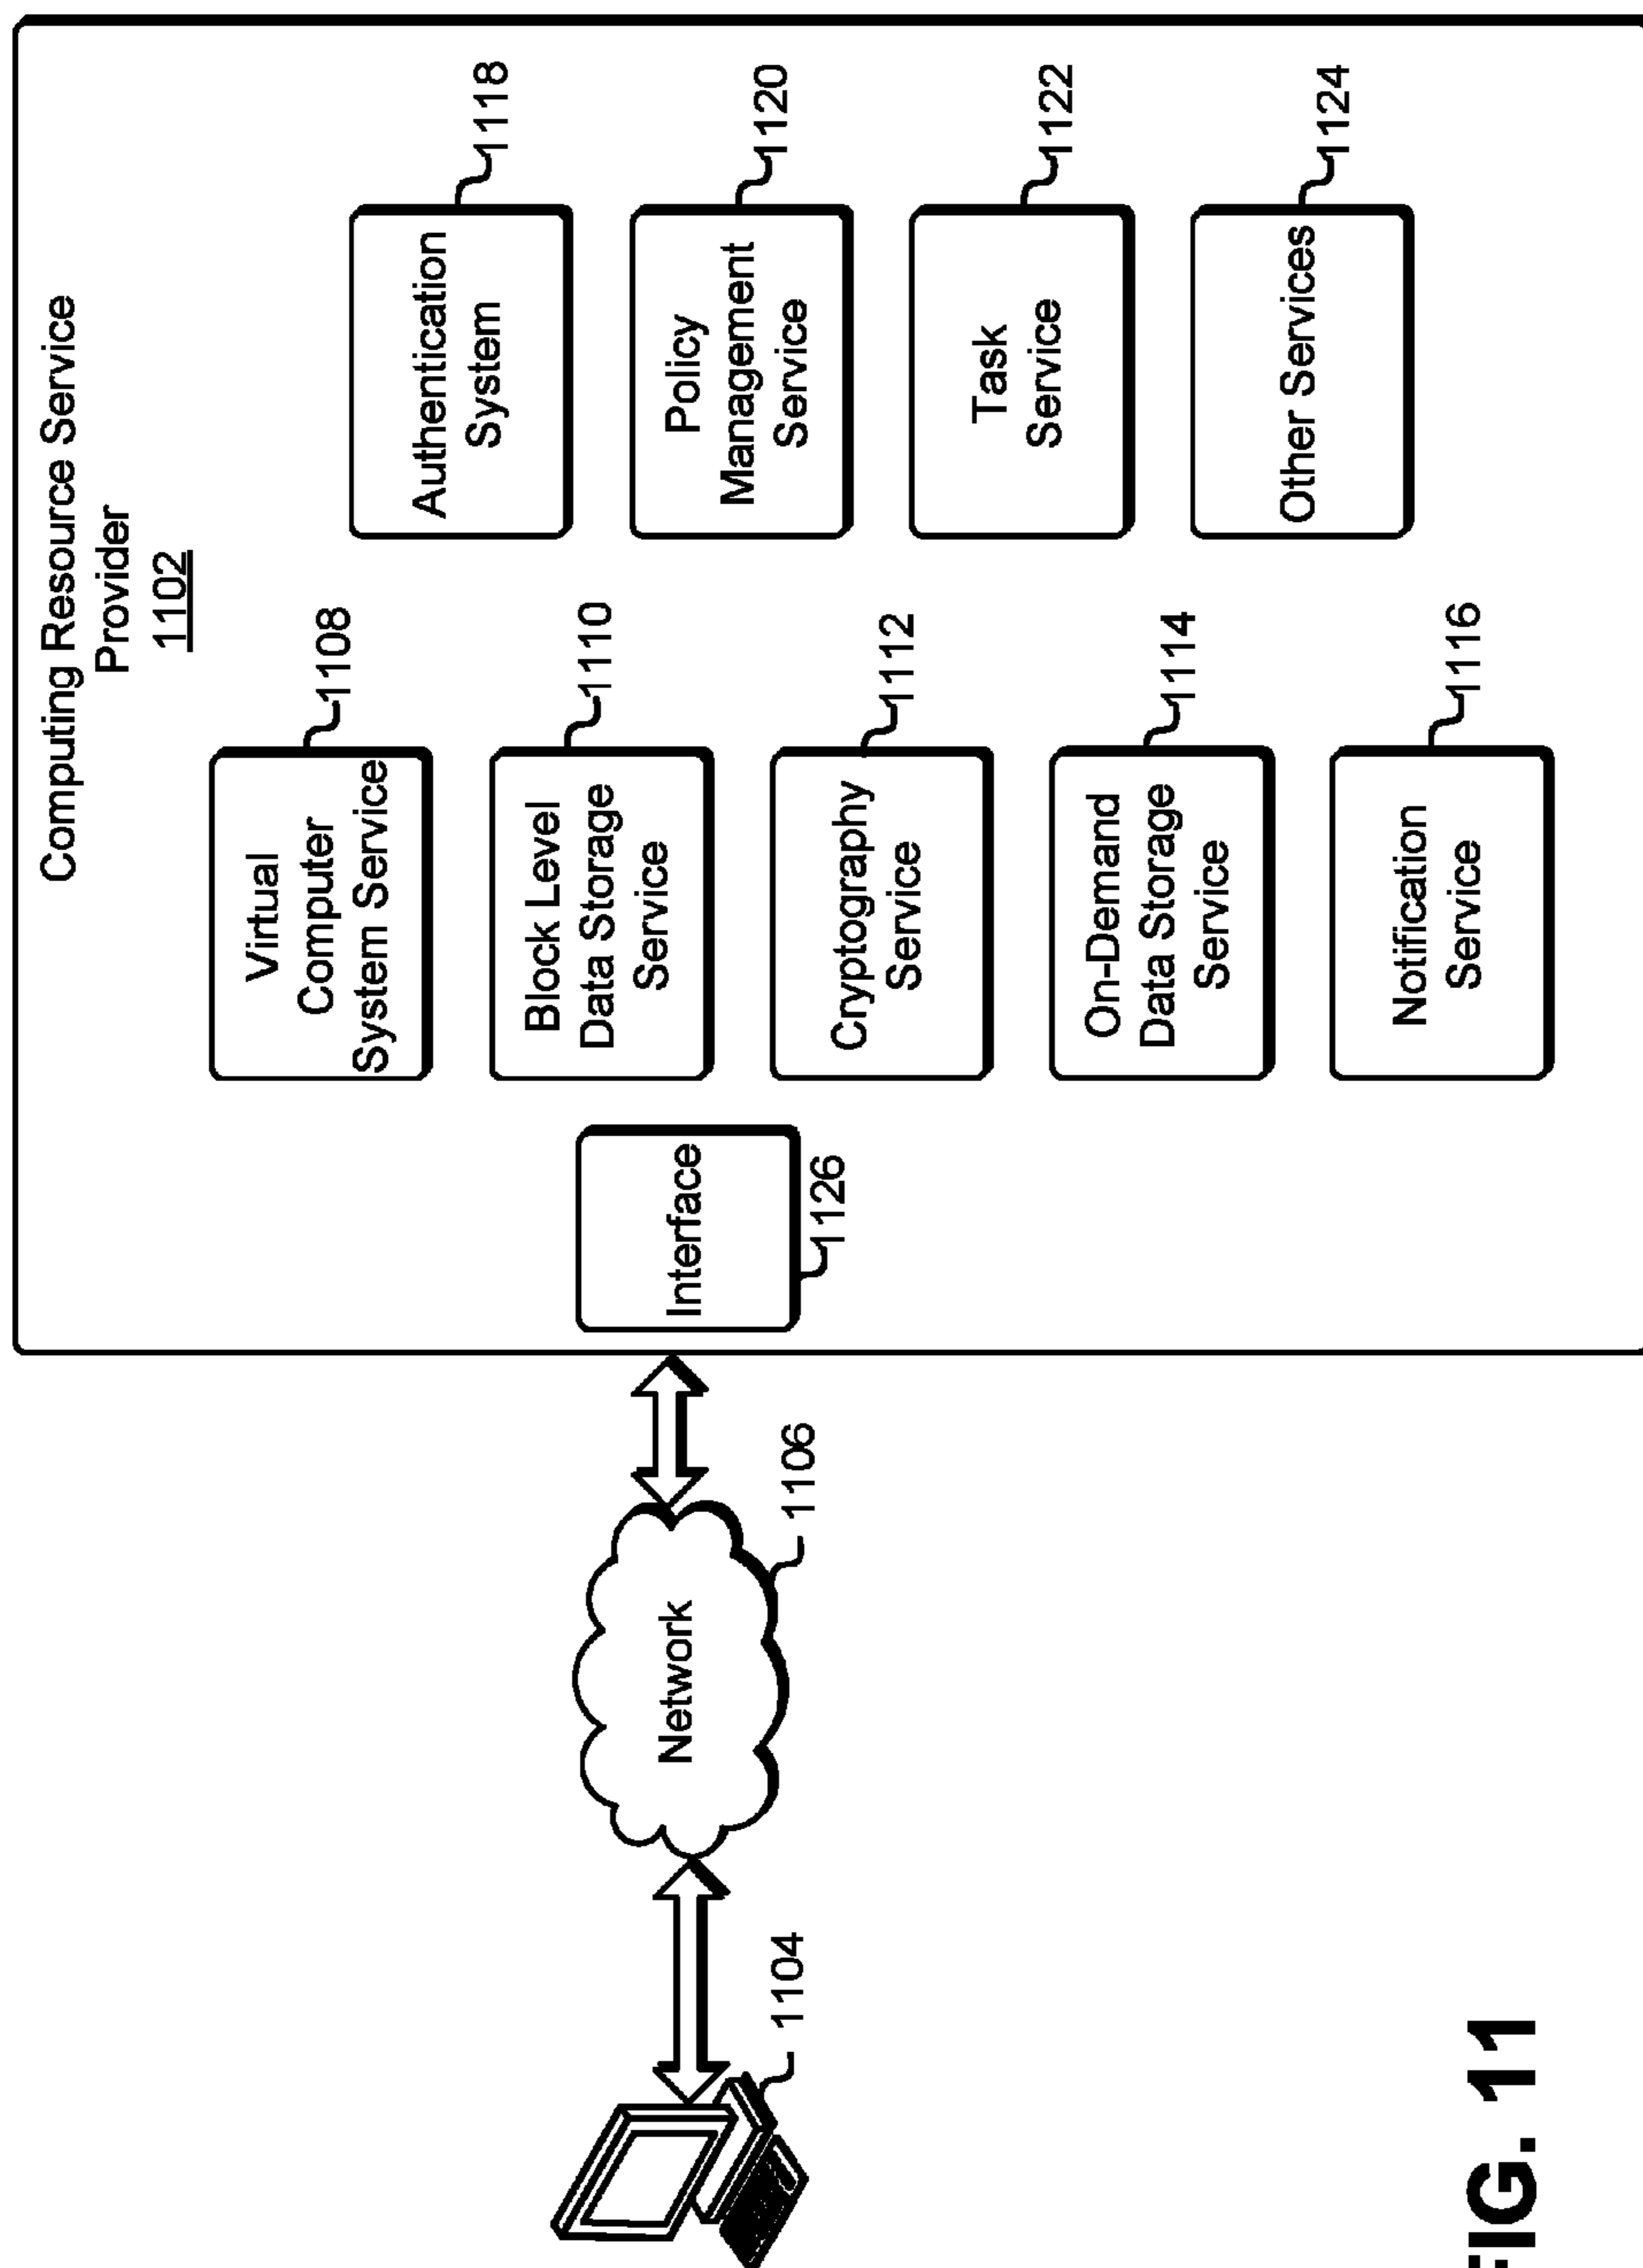 Computing Resource Service
Provider
1102
Virtual
Computer
System Service
1108
Block Level
Data Storage
Service
1110
Cryptography
Service
1112
On-Demand
Data Storage
Service
1114
Notification
Service
1116
Authentication
System
1118
Policy
Management
Service
1120
Task
Service
1122
Other Services
1124
Interface
1126
Network
1106
1104
FIG. 11